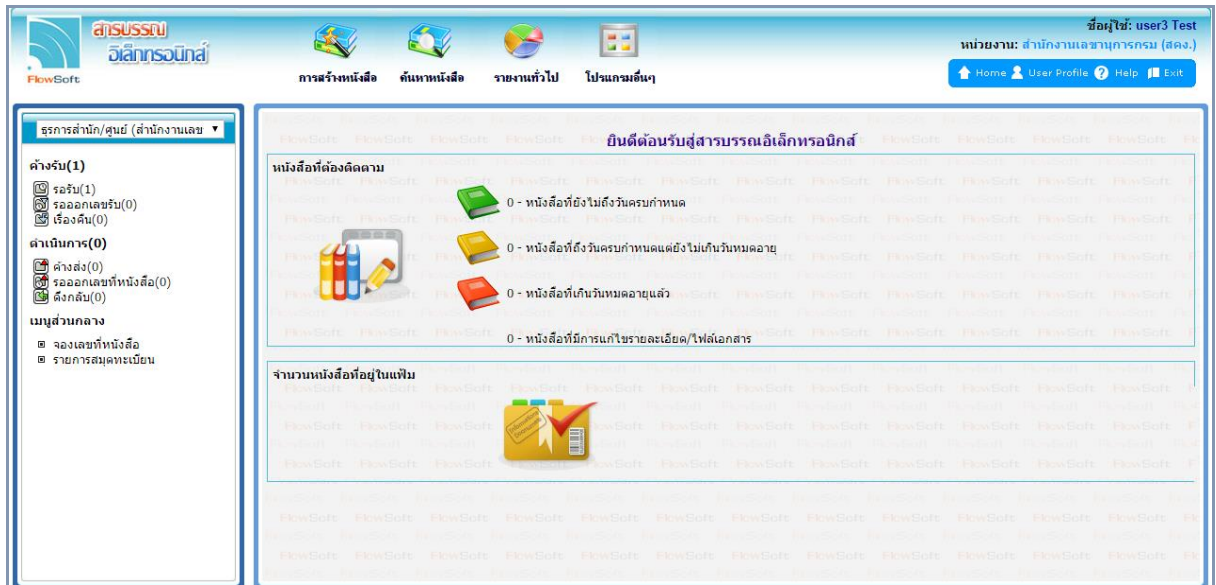 สารบรรณ
อิเล็กทรอนิกส์
FlowSoft
การสร้างหนังสือ ค้นหาหนังสือ รายงานทั่วไป โปรแกรมอื่นๆ
ชื่อผู้ใช้: user3 Test
หน่วยงาน: สำนักงานเลขานุการกรม (สลง.)
Home User Profile Help Exit
ธุรการสำนัก/ศูนย์ (สำนักงานเลข
ค้างรับ(1)
รอรับ(1)
รอออกเลขรับ(0)
เรื่องคืน(0)
ดำเนินการ(0)
ค้างส่ง(0)
รอออกเลขที่หนังสือ(0)
ดึงกลับ(0)
เมนูส่วนกลาง
จองเลขที่หนังสือ
รายการสมุดทะเบียน
ยินดีต้อนรับสู่สารบรรณอิเล็กทรอนิกส์
หนังสือที่ต้องติดตาม
0 - หนังสือที่ยังไม่ถึงวันครบกำหนด
0 - หนังสือที่ถึงวันครบกำหนดแต่ยังไม่เกินวันหมดอายุ
0 - หนังสือที่เกินวันหมดอายุแล้ว
0 - หนังสือที่มีการแก้ไขรายละเอียด/ไฟล์เอกสาร
จำนวนหนังสือที่อยู่ในแฟ้ม